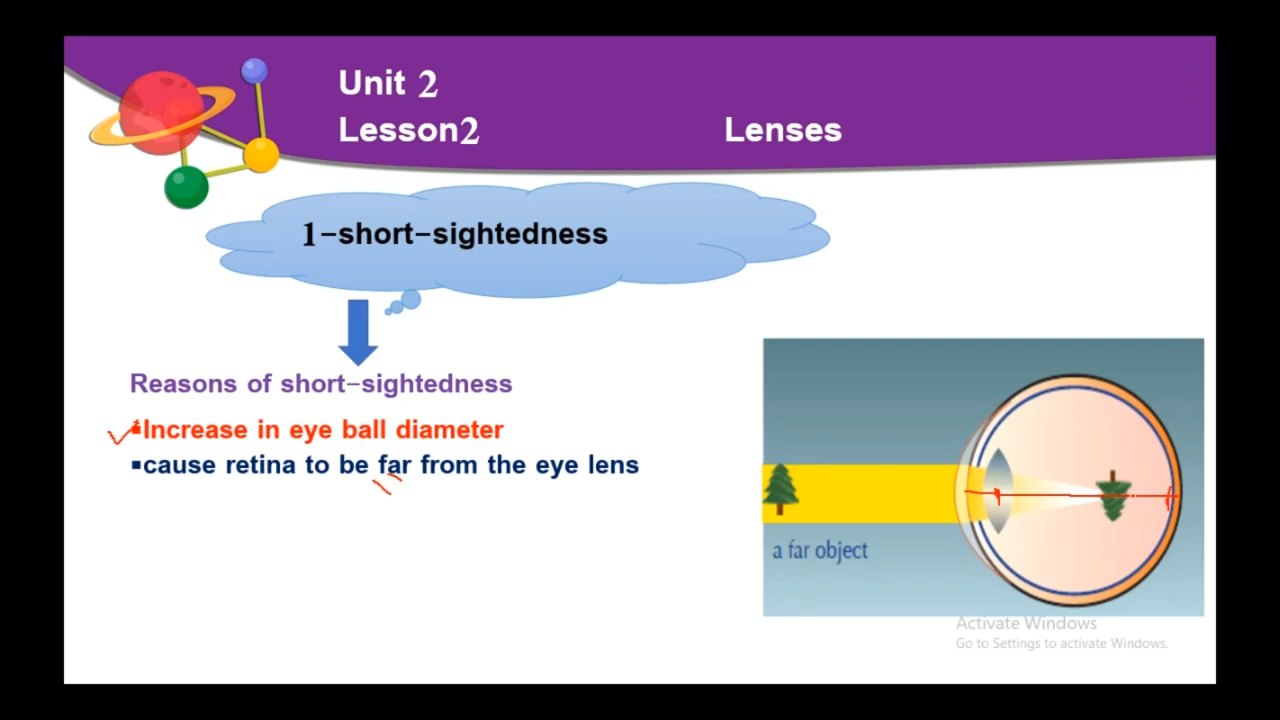 Unit 2
Lesson2
Lenses
1-short-sightedness
Reasons of short-sightedness
▪Increase in eye ball diameter
▪cause retina to be far from the eye lens
a far object
Activate Windows
Go to Settings to activate Windows.